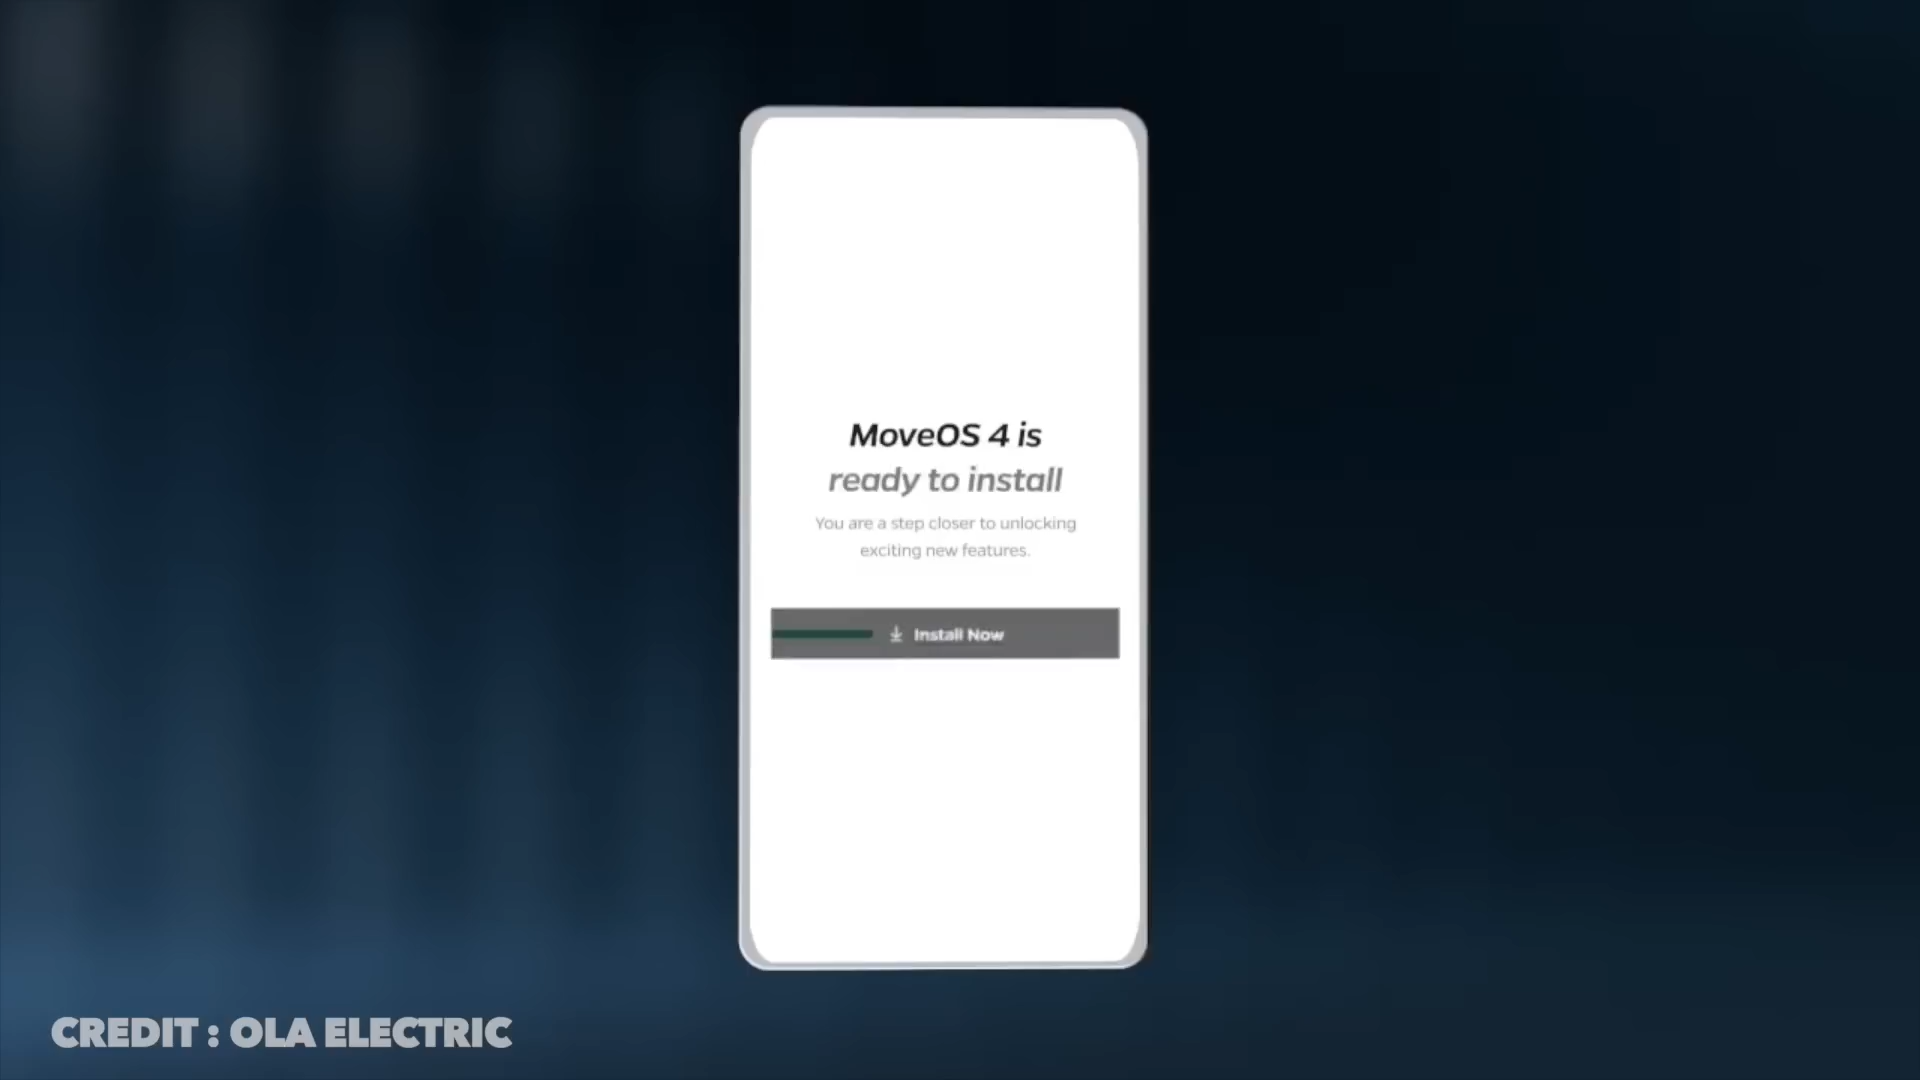 MoveOS 4 is
ready to install
You are a step closer to unlocking
exciting new features.
Install Now
CREDIT : OLA ELECTRIC